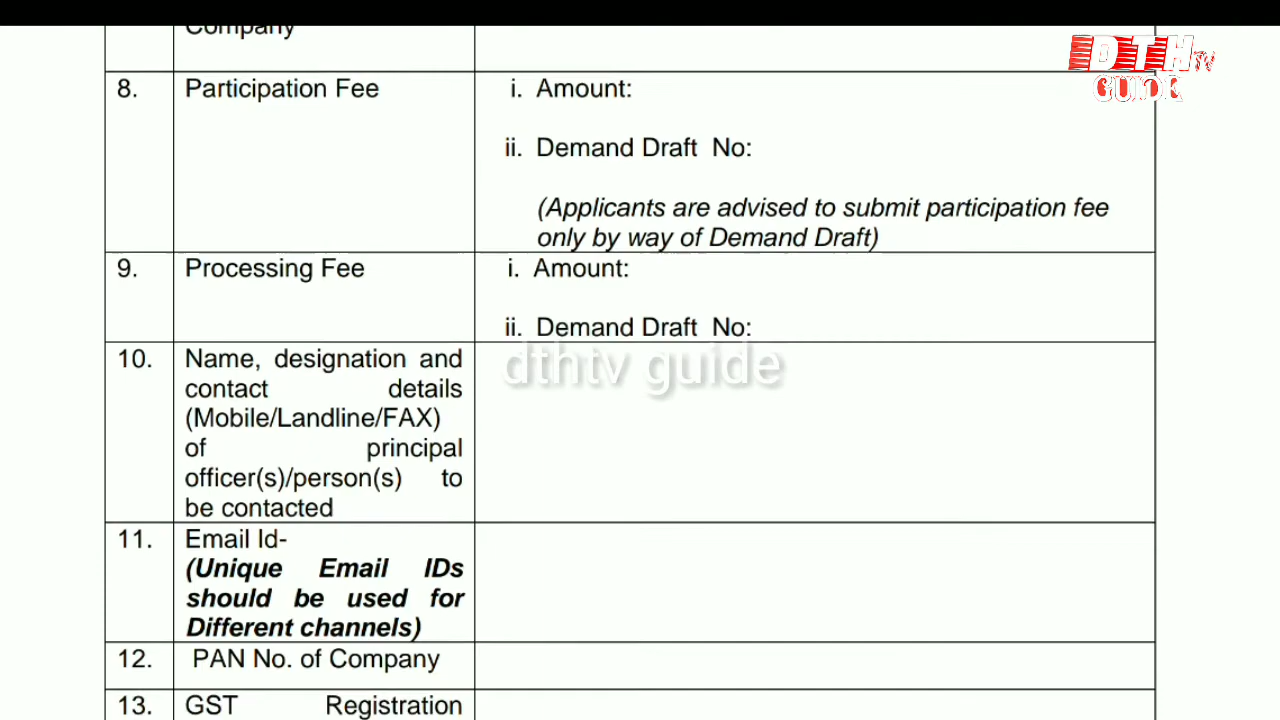 Company
DTH TV
GUIDE
8. Participation Fee i. Amount:
ii. Demand Draft No:
(Applicants are advised to submit participation fee
only by way of Demand Draft)
9. Processing Fee i. Amount:
ii. Demand Draft No:
dthtv guide
10. Name, designation and
contact details
(Mobile/Landline/FAX)
of principal
officer(s)/person(s) to
be contacted
11. Email Id-
(Unique Email IDs
should be used for
Different channels)
12. PAN No. of Company
13. GST Registration